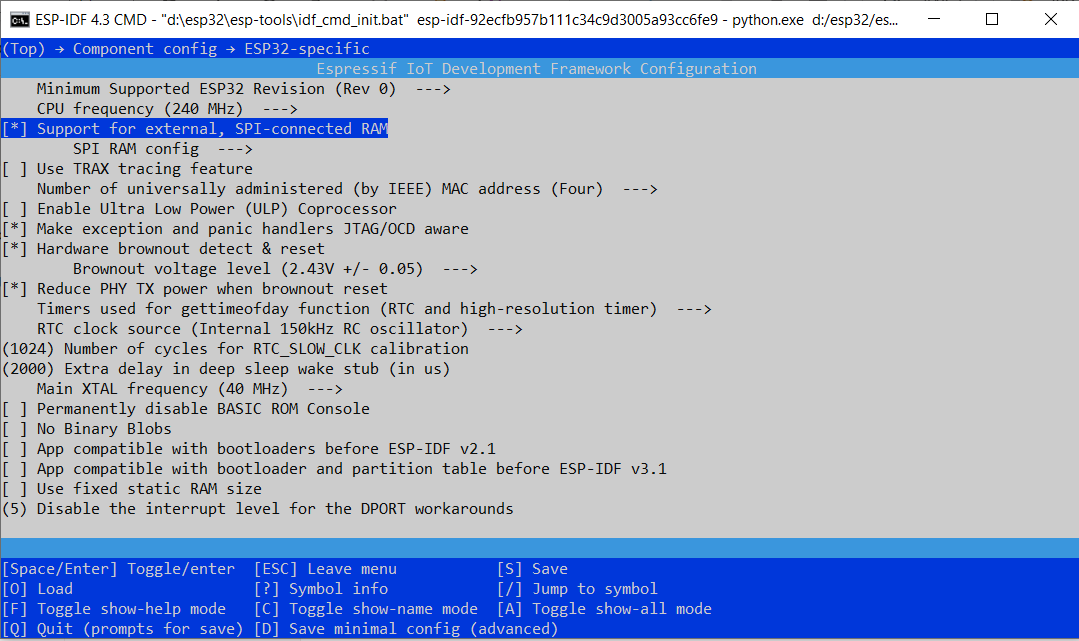 ESP-IDF 4.3 CMD - "d:\esp32\esp-tools\idf_cmd_init.bat"  esp-idf-92ecfb957b111c34c9d3005a93cc6fe9 - python.exe  d:/esp32/es...
(Top) → Component config → ESP32-specific
Espressif IoT Development Framework Configuration
Minimum Supported ESP32 Revision (Rev 0)  --->
CPU frequency (240 MHz)  --->
[*] Support for external, SPI-connected RAM
SPI RAM config  --->
[ ] Use TRAX tracing feature
Number of universally administered (by IEEE) MAC address (Four)  --->
[ ] Enable Ultra Low Power (ULP) Coprocessor
[*] Make exception and panic handlers JTAG/OCD aware
[*] Hardware brownout detect & reset
Brownout voltage level (2.43V +/- 0.05)  --->
[*] Reduce PHY TX power when brownout reset
Timers used for gettimeofday function (RTC and high-resolution timer)  --->
RTC clock source (Internal 150kHz RC oscillator)  --->
(1024) Number of cycles for RTC_SLOW_CLK calibration
(2000) Extra delay in deep sleep wake stub (in us)
Main XTAL frequency (40 MHz)  --->
[ ] Permanently disable BASIC ROM Console
[ ] No Binary Blobs
[ ] App compatible with bootloaders before ESP-IDF v2.1
[ ] App compatible with bootloader and partition table before ESP-IDF v3.1
[ ] Use fixed static RAM size
(5) Disable the interrupt level for the DPORT workarounds
[Space/Enter] Toggle/enter  [ESC] Leave menu  [S] Save
[O] Load  [?] Symbol info  [/] Jump to symbol
[F] Toggle show-help mode  [C] Toggle show-name mode  [A] Toggle show-all mode
[Q] Quit (prompts for save) [D] Save minimal config (advanced)